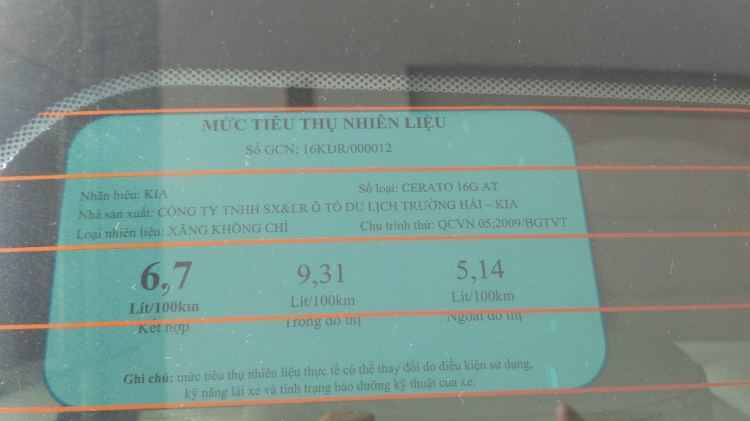 MỨC TIÊU THỤ NHIÊN LIỆU
Số GCN: 16KDR/000012
Nhãn hiệu: KIA Số loại: CERATO 16G AT
Nhà sản xuất: CÔNG TY TNHH SX&LR Ô TÔ DU LỊCH TRƯỜNG HẢI – KIA
Loại nhiên liệu: XĂNG KHÔNG CHÌ Chu trình thử: QCVN 05:2009/BGTVT
6,7 9,31 5,14
Lít/100km Lít/100km Lít/100km
Kết hợp Trong đô thị Ngoài đô thị
Ghi chú: mức tiêu thụ nhiên liệu thực tế có thể thay đổi do điều kiện sử dụng,
kỹ năng lái xe và tình trạng bảo dưỡng kỹ thuật của xe.